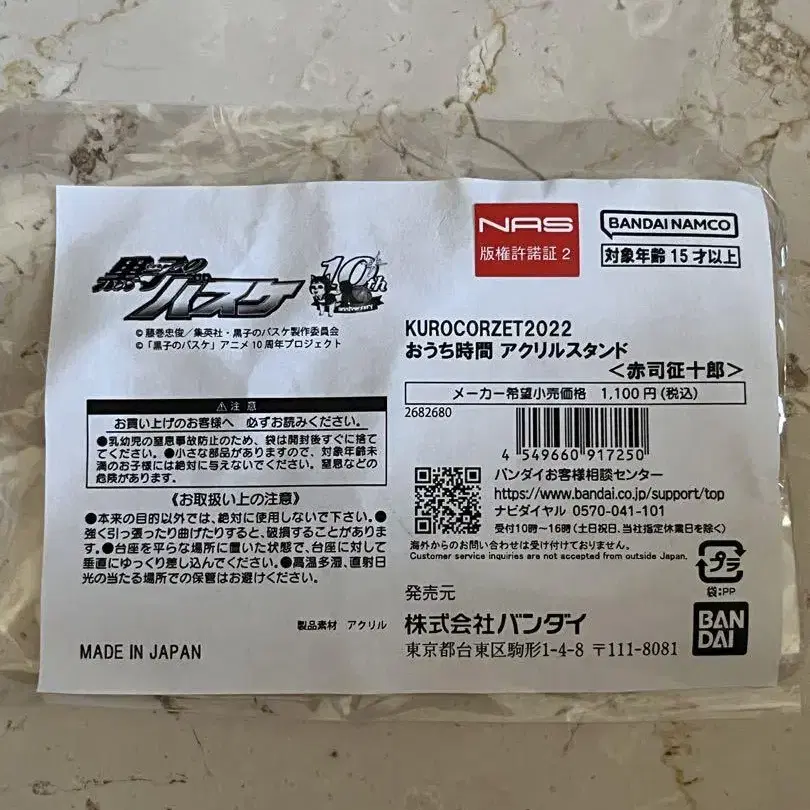 黒子のバスケ
10th
anniversary
© 藤巻忠俊／集英社・黒子のバスケ製作委員会
©「黒子のバスケ」アニメ10周年プロジェクト
NAS
版権許諾証 2
BANDAI NAMCO
対象年齢 15才以上
KUROCORZET2022
おうち時間 アクリルスタンド
＜赤司征十郎＞
メーカー希望小売価格 1,100円(税込)
2682680
4 549660 917250
⚠注意
お買い上げのお客様へ 必ずお読みください。
●乳幼児の窒息事故防止のため、袋は開封後すぐに捨て
てください。●小さな部品がありますので、対象年齢未
満のお子様には絶対に与えないでください。窒息などの
危険があります。
《お取扱い上の注意》
●本来の目的以外では、絶対に使用しないで下さい。●
強く引っ張ったり曲げたりすると、破損することがありま
す。●台座を平らな場所に置いた状態で、台座に対して
垂直にゆっくり差し込んでください。●高温多湿、直射日
光の当たる場所での保管はお避けください。
製品素材 アクリル
MADE IN JAPAN
バンダイお客様相談センター
https://www.bandai.co.jp/support/top
ナビダイヤル 0570-041-101
受付10時～16時(土日祝日、当社指定休業日を除く)
海外からのお問い合わせは受け付けておりません。
Customer service inquiries are not accepted from outside Japan.
プラ
袋:PP
発売元
株式会社バンダイ
東京都台東区駒形1-4-8 〒111-8081
BAN
DAI